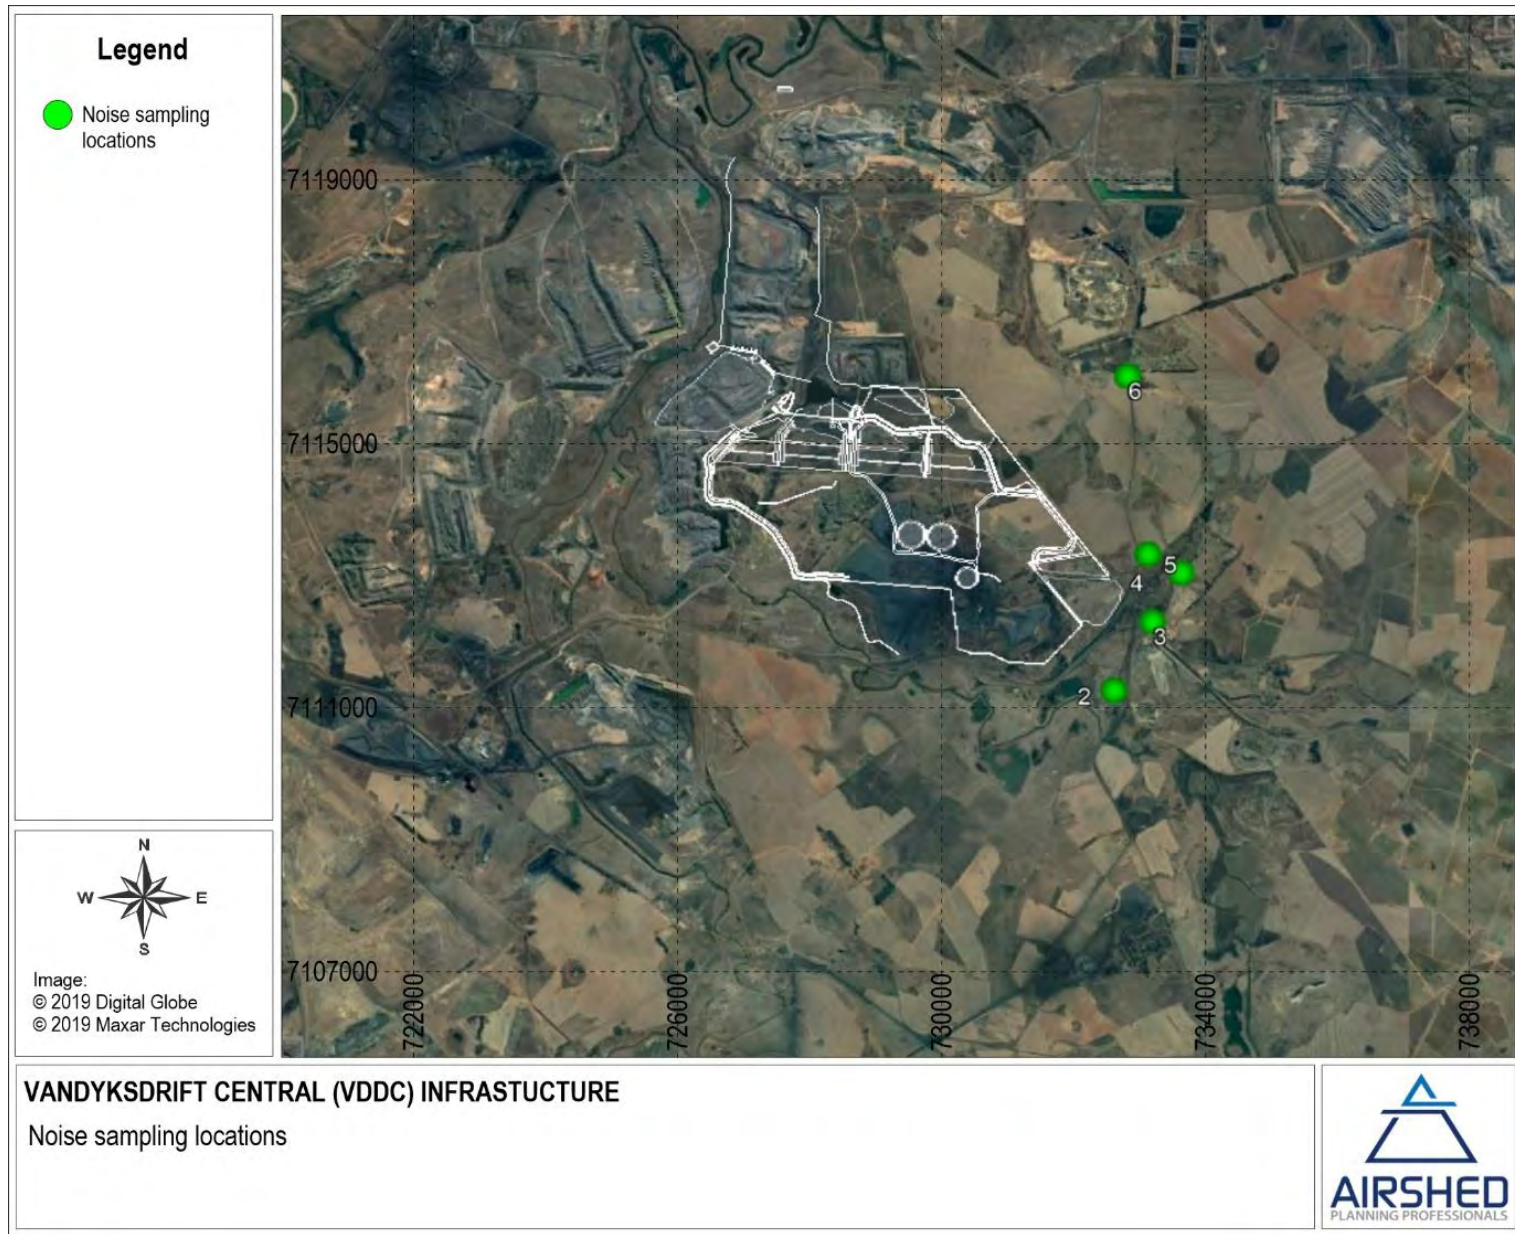 Legend
Noise sampling
locations
7119000
7115000
7111000
7107000
722000
726000
730000
734000
738000
6
5
4
3
2
N
W E
S
Image:
© 2019 Digital Globe
© 2019 Maxar Technologies
VANDYKSDRIFT CENTRAL (VDDC) INFRASTUCTURE
Noise sampling locations
AIRSHED
PLANNING PROFESSIONALS